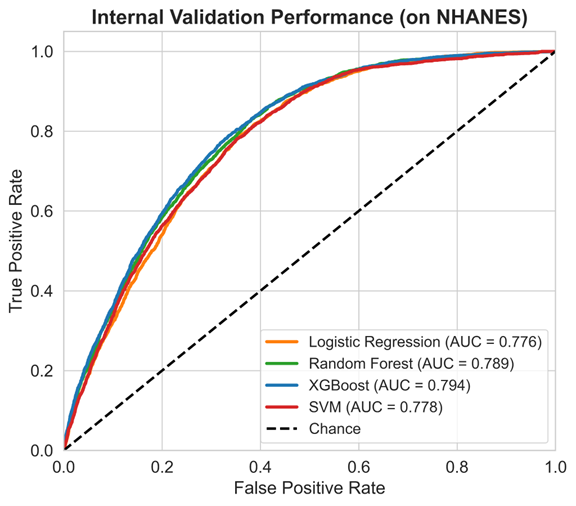 Internal Validation Performance (on NHANES)
1.0
0.8
0.6
0.4
0.2
0.0
True Positive Rate
Logistic Regression (AUC = 0.776)
Random Forest (AUC = 0.789)
XGBoost (AUC = 0.794)
SVM (AUC = 0.778)
Chance
0.0 0.2 0.4 0.6 0.8 1.0
False Positive Rate